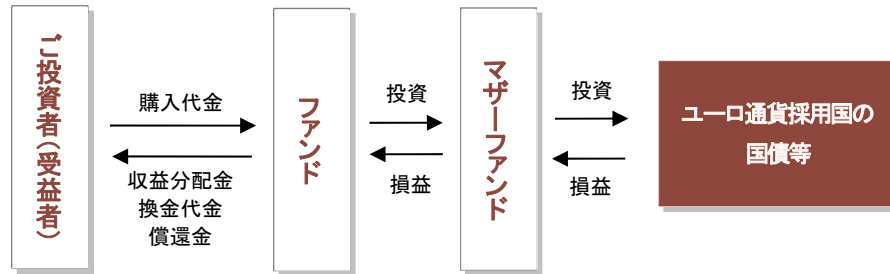 ご投資者(受益者)
購入代金
収益分配金
換金代金
償還金
ファンド
投資
損益
マザーファンド
投資
損益
ユーロ通貨採用国の
国債等